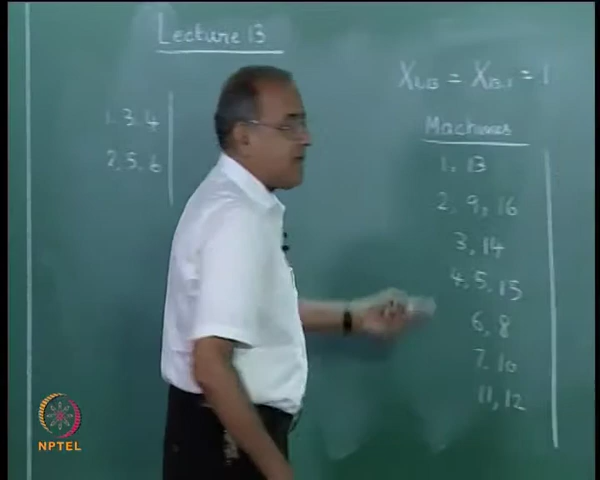 Lecture 13
1, 3, 4
2, 5, 6
X1,13 = X13,1 = 1
Machines
1, 13
2, 9, 16
3, 14
4, 5, 15
6, 8
7, 10
11, 12
NPTEL